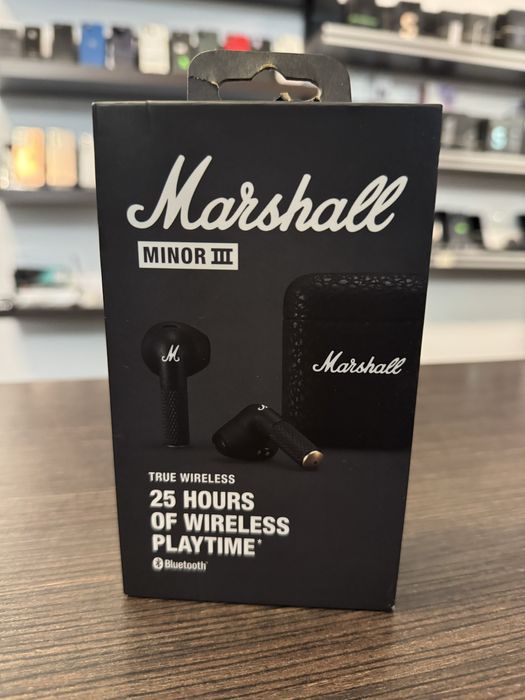 Marshall
MINOR III
M
Marshall
TRUE WIRELESS
25 HOURS
OF WIRELESS
PLAYTIME*
Bluetooth®